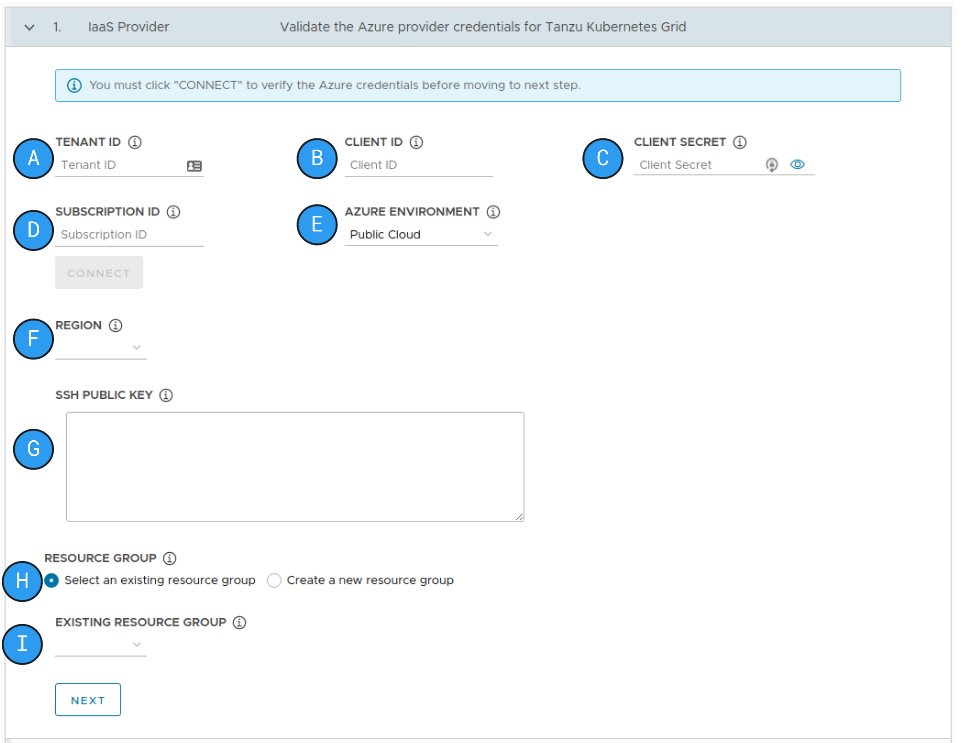 1. IaaS Provider Validate the Azure provider credentials for Tanzu Kubernetes Grid
You must click "CONNECT" to verify the Azure credentials before moving to next step.
A TENANT ID
Tenant ID
B CLIENT ID
Client ID
C CLIENT SECRET
Client Secret
D SUBSCRIPTION ID
Subscription ID
E AZURE ENVIRONMENT
Public Cloud
CONNECT
F REGION
SSH PUBLIC KEY
G
RESOURCE GROUP
H Select an existing resource group Create a new resource group
EXISTING RESOURCE GROUP
I
NEXT